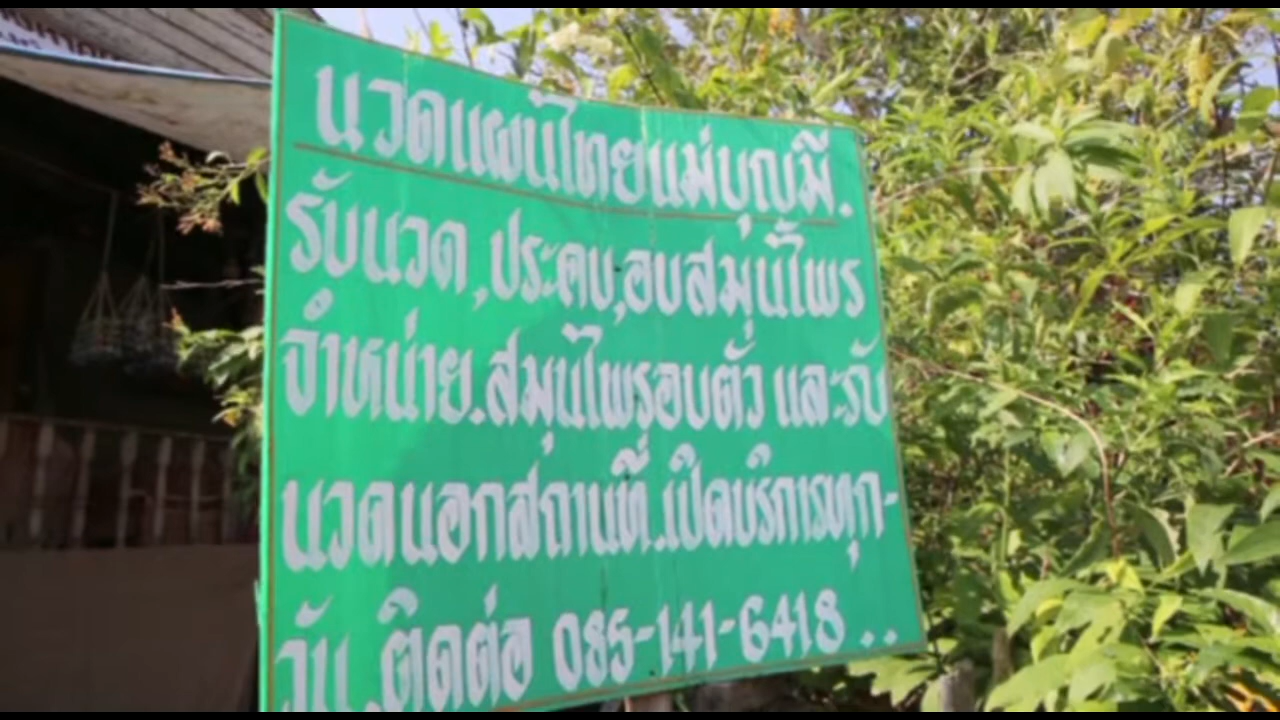 นวดแผนไทยแม่บุญมี.
รับนวด,ประคบ,อบสมุนไพร
จำหน่าย.สมุนไพรอบตัว และรับ
นวดนอกสถานที่..เปิดบริการทุก-
วัน..ติดต่อ 085-141-6418..